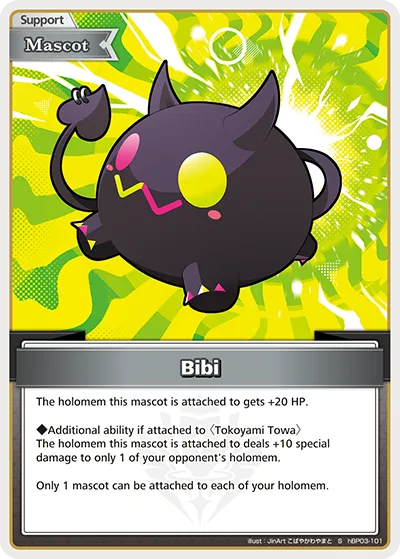 Support
Mascot
Bibi
The holomem this mascot is attached to gets +20 HP.
◆Additional ability if attached to 〈Tokoyami Towa〉
The holomem this mascot is attached to deals +10 special
damage to only 1 of your opponent's holomem.
Only 1 mascot can be attached to each of your holomem.
illust : JinArt こばやかわやまと S hBP03-101